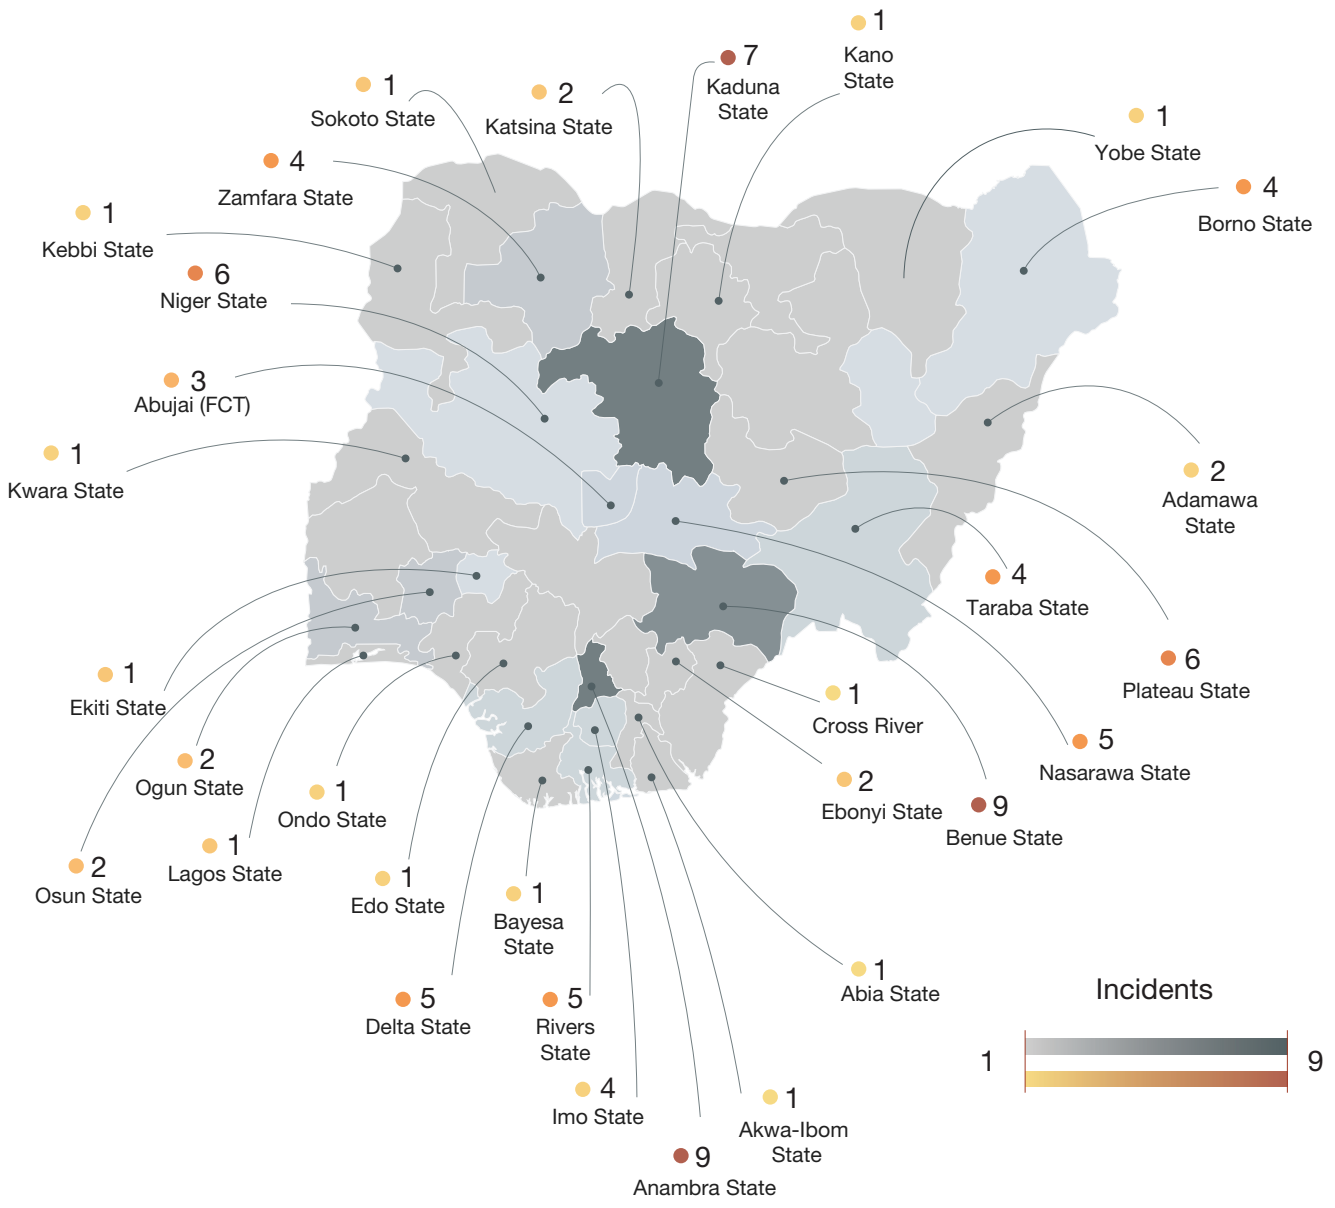 1
Kano
State
7
Kaduna
State
1
Sokoto State
2
Katsina State
1
Yobe State
4
Zamfara State
4
Borno State
1
Kebbi State
6
Niger State
3
Abujai (FCT)
1
Kwara State
2
Adamawa
State
4
Taraba State
6
Plateau State
1
Ekiti State
1
Cross River
5
Nasarawa State
2
Ogun State
2
Ebonyi State
9
Benue State
1
Ondo State
1
Lagos State
2
Osun State
1
Edo State
1
Bayesa
State
1
Abia State
5
Delta State
5
Rivers
State
4
Imo State
1
Akwa-Ibom
State
9
Anambra State
Incidents
1 9